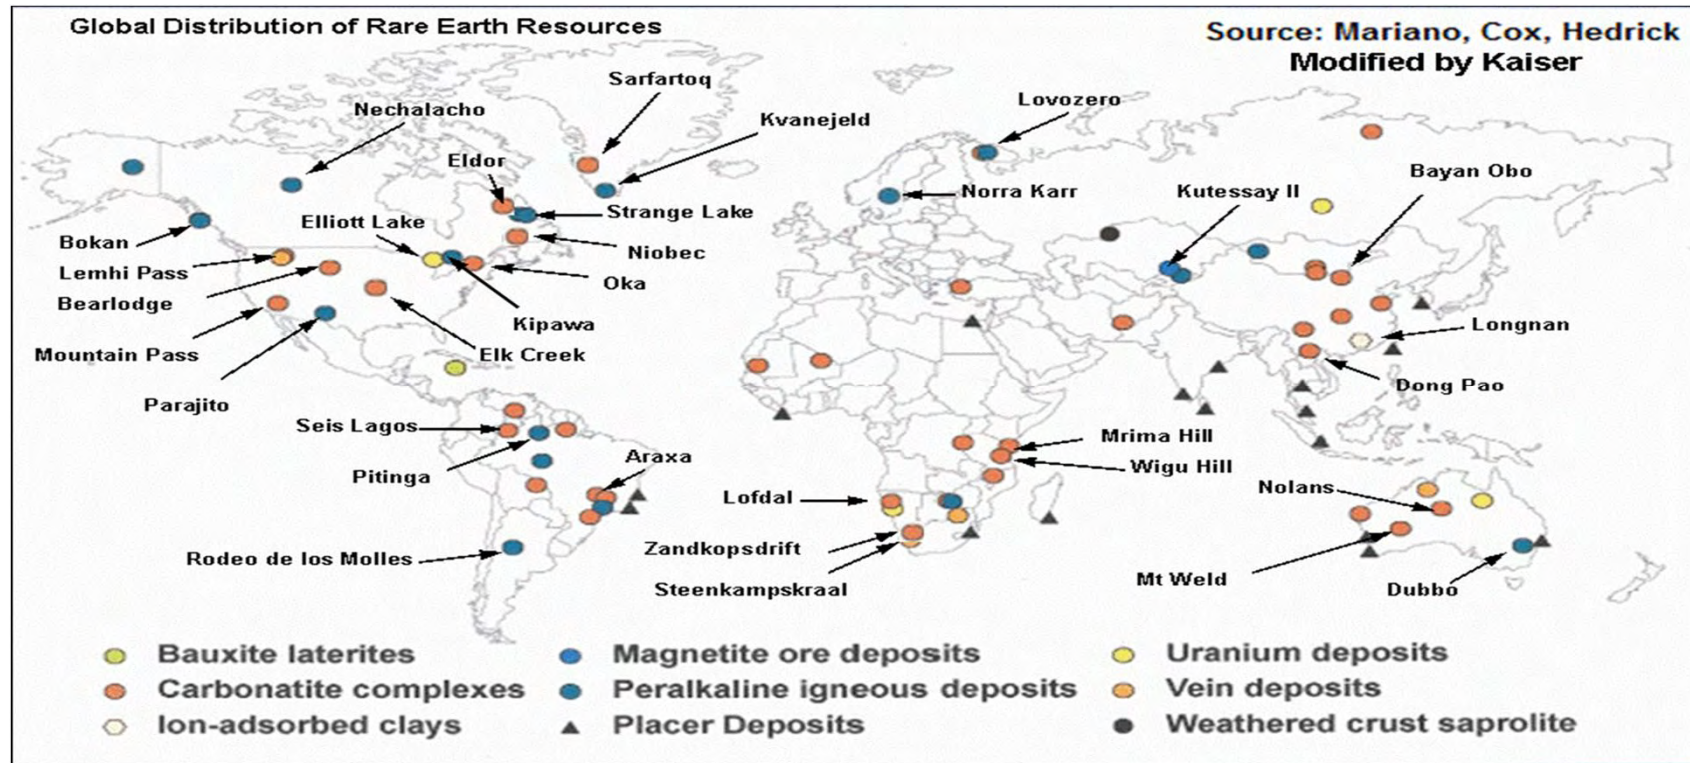 Global Distribution of Rare Earth Resources
Source: Mariano, Cox, Hedrick
Modified by Kaiser
Sarfartoq
Nechalacho
Kvanejeld
Lovozero
Eldor
Bayan Obo
Norra Karr
Kutessay II
Strange Lake
Elliott Lake
Bokan
Niobec
Lemhi Pass
Oka
Bearlodge
Kipawa
Longnan
Mountain Pass
Elk Creek
Dong Pao
Parajito
Seis Lagos
Mrima Hill
Araxa
Wigu Hill
Pitinga
Nolans
Lofdal
Zandkopsdrift
Rodeo de los Molles
Mt Weld
Steenkampskraal
Dubbo
Bauxite laterites
Magnetite ore deposits
Uranium deposits
Carbonatite complexes
Peralkaline igneous deposits
Vein deposits
Ion-adsorbed clays
Placer Deposits
Weathered crust saprolite